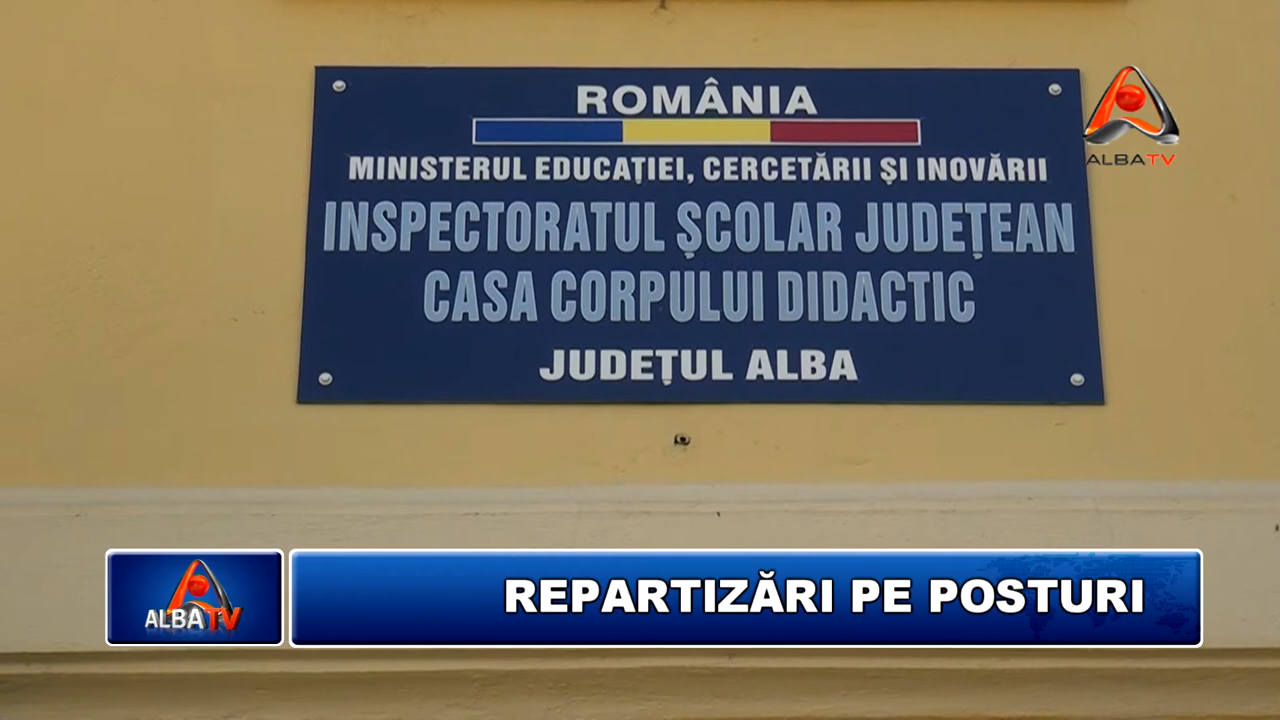 ROMÂNIA
MINISTERUL EDUCAȚIEI, CERCETĂRII ȘI INOVĂRII
INSPECTORATUL ȘCOLAR JUDEȚEAN
CASA CORPULUI DIDACTIC
JUDEȚUL ALBA
ALBATV
ALBATV
REPARTIZĂRI PE POSTURI